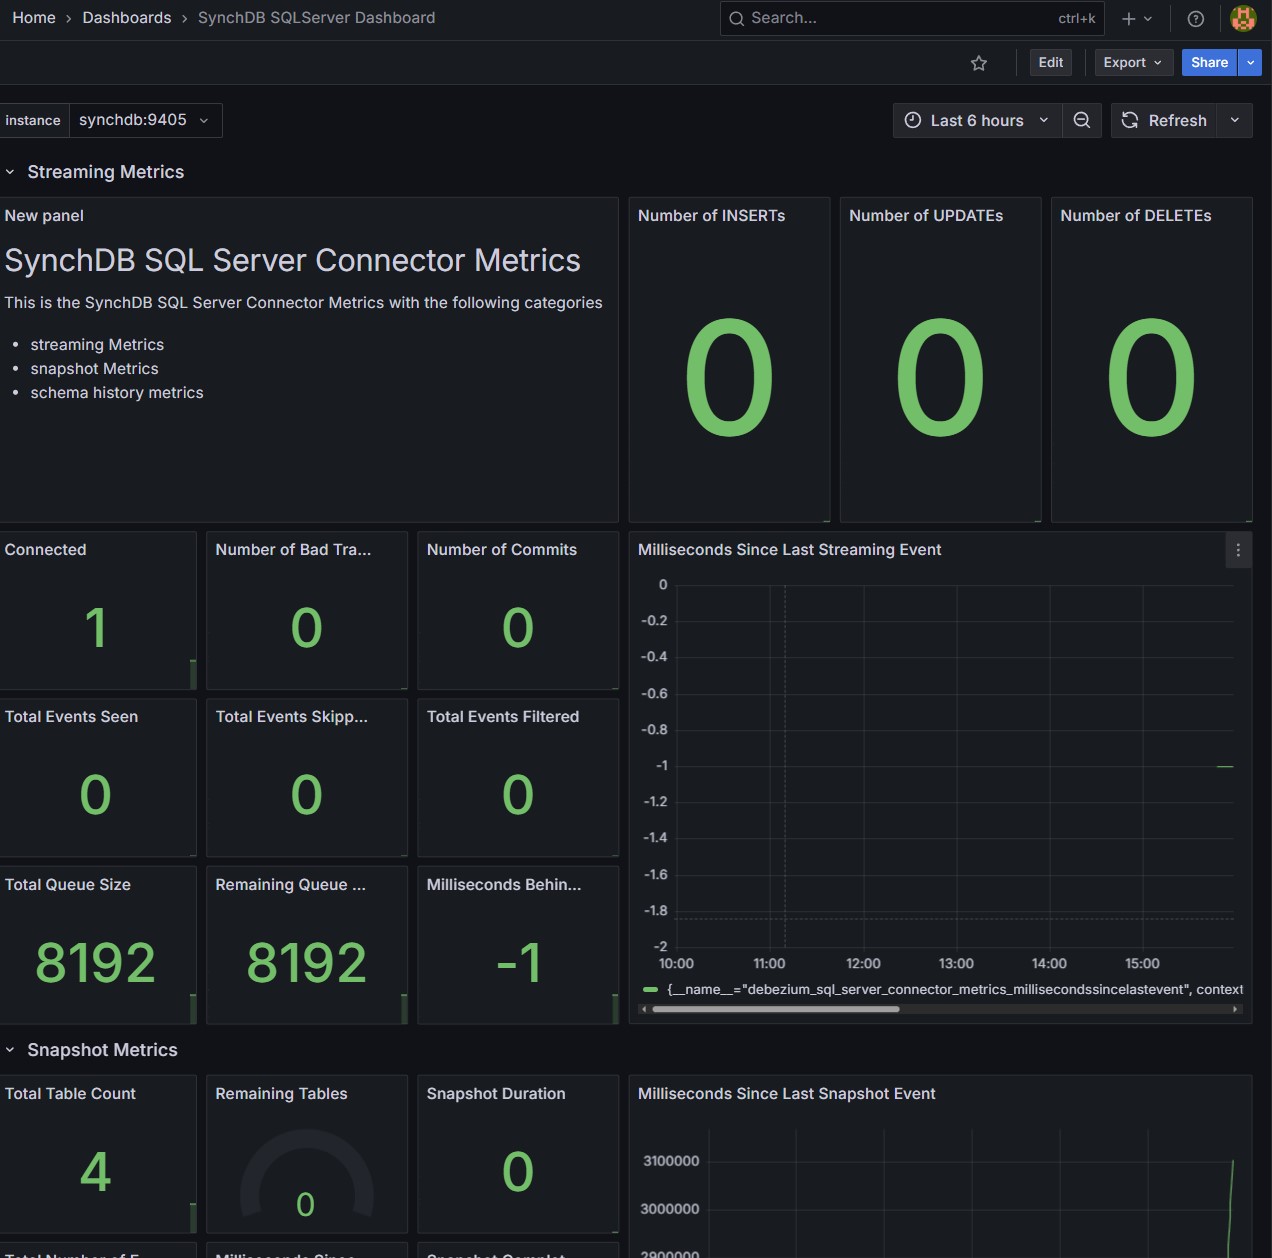 Home > Dashboards > SynchDB SQLServer Dashboard
Search... ctrl+k
Edit Export Share
instance synchdb:9405 Last 6 hours Refresh
Streaming Metrics
New panel
SynchDB SQL Server Connector Metrics
This is the SynchDB SQL Server Connector Metrics with the following categories
• streaming Metrics
• snapshot Metrics
• schema history metrics
Number of INSERTs
0
Number of UPDATEs
0
Number of DELETEs
0
Connected
1
Number of Bad Tra...
0
Number of Commits
0
Total Events Seen
0
Total Events Skipp...
0
Total Events Filtered
0
Total Queue Size
8192
Remaining Queue ...
8192
Milliseconds Behin...
-1
Milliseconds Since Last Streaming Event
0
-0.2
-0.4
-0.6
-0.8
-1
-1.2
-1.4
-1.6
-1.8
-2
10:00 11:00 12:00 13:00 14:00 15:00
{__name__="debezium_sql_server_connector_metrics_millisecondssincelastevent", context
Snapshot Metrics
Total Table Count
4
Remaining Tables
0
Snapshot Duration
0
Milliseconds Since Last Snapshot Event
3100000
3000000
2900000